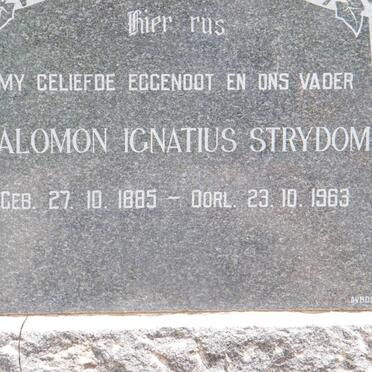 Hier rus
MY GELIEFDE EGGENOOT EN ONS VADER
ALOMON IGNATIUS STRYDOM
GEB. 27. 10. 1885 – OORL. 23. 10. 1963